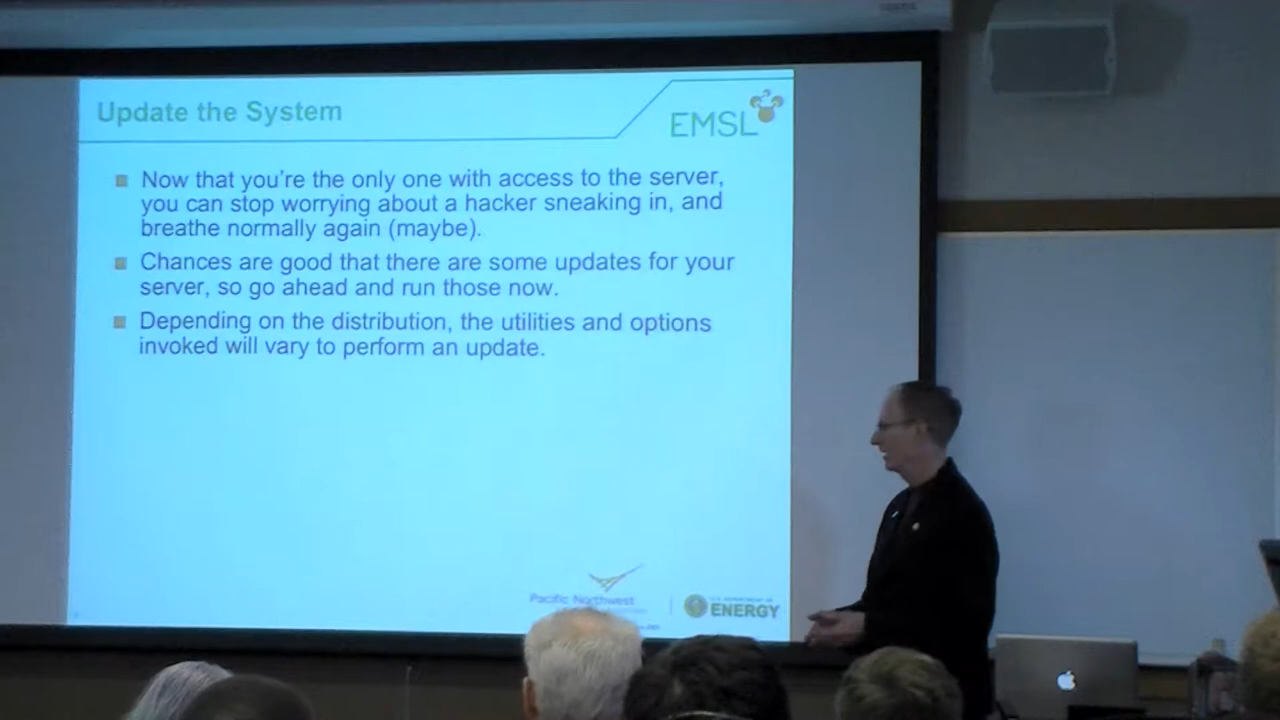 Update the System
EMSL
Now that you're the only one with access to the server,
you can stop worrying about a hacker sneaking in, and
breathe normally again (maybe).
Chances are good that there are some updates for your
server, so go ahead and run those now.
Depending on the distribution, the utilities and options
invoked will vary to perform an update.
Pacific Northwest
ENERGY